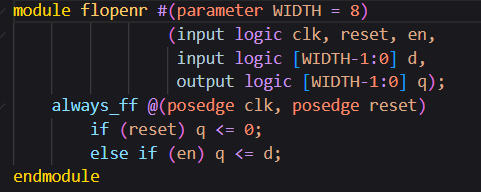 module flopenr #(parameter WIDTH = 8)
                (input logic clk, reset, en,
                 input logic [WIDTH-1:0] d,
                 output logic [WIDTH-1:0] q);
    always_ff @(posedge clk, posedge reset)
        if (reset) q <= 0;
        else if (en) q <= d;
endmodule